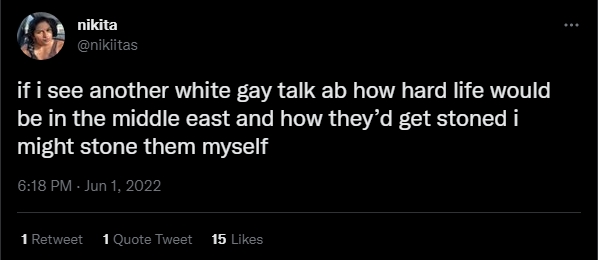 nikita
@nikiitas
if i see another white gay talk ab how hard life would
be in the middle east and how they’d get stoned i
might stone them myself
6:18 PM · Jun 1, 2022
1 Retweet 1 Quote Tweet 15 Likes